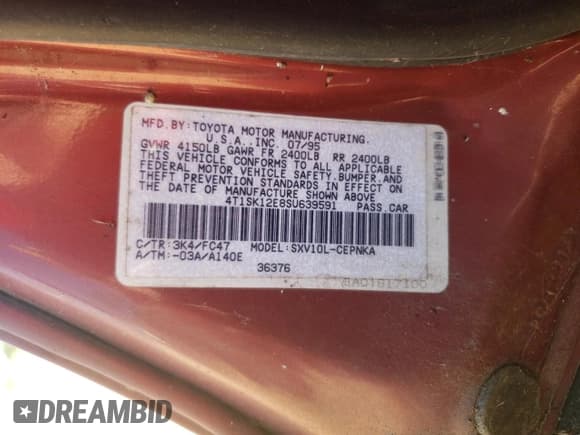 MFD. BY: TOYOTA MOTOR MANUFACTURING.
U.S.A., INC. 07/95
GVWR 4150LB GAWR FR 2400LB RR 2400LB
THIS VEHICLE CONFORMS TO ALL APPLICABLE
FEDERAL MOTOR VEHICLE SAFETY, BUMPER, AND
THEFT PREVENTION STANDARDS IN EFFECT ON
THE DATE OF MANUFACTURE SHOWN ABOVE
4T1SK12E8SU639591 PASS. CAR
C/TR: 3K4/FC47 MODEL: SXV10L-CEPNKA
A/TM: -03A/A140E
36376
DREAMBID